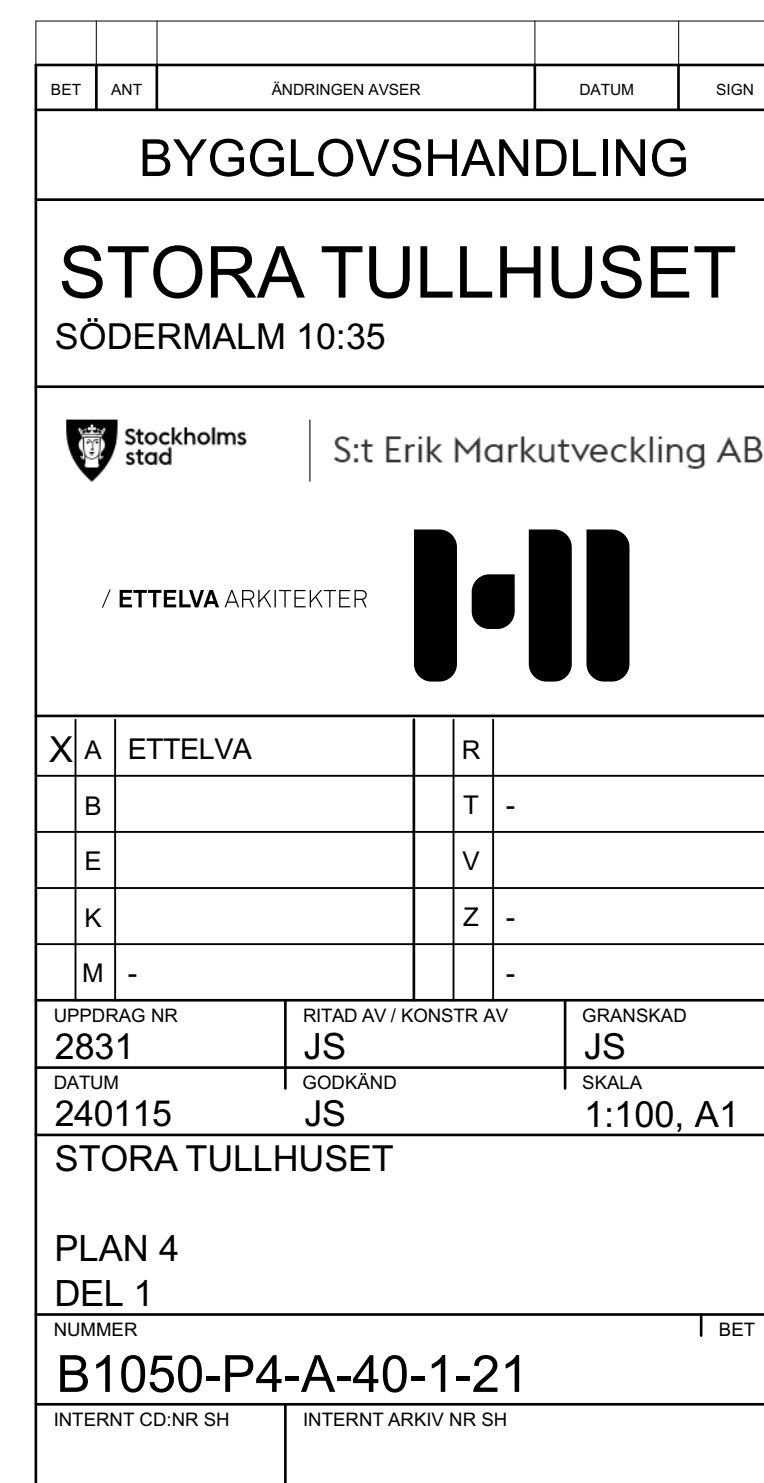 BET ANT ÄNDRINGEN AVSER DATUM SIGN
BYGGLOVSHANDLING
STORA TULLHUSET
SÖDERMALM 10:35
Stockholms
stad
S:t Erik Markutveckling AB
/ ETTELVA ARKITEKTER
X A ETTELVA R
B T -
E V
K Z -
M - -
UPPDRAG NR RITAD AV / KONSTR AV GRANSKAD
2831 JS JS
DATUM GODKÄND SKALA
240115 JS 1:100, A1
STORA TULLHUSET
PLAN 4
DEL 1
NUMMER BET
B1050-P4-A-40-1-21
INTERNT CD:NR SH INTERNT ARKIV NR SH